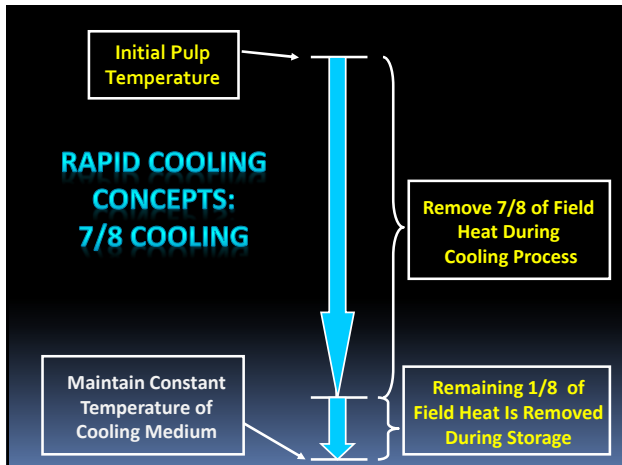 Initial Pulp
Temperature
RAPID COOLING
CONCEPTS:
7/8 COOLING
Remove 7/8 of Field
Heat During
Cooling Process
Maintain Constant
Temperature of
Cooling Medium
Remaining 1/8 of
Field Heat Is Removed
During Storage